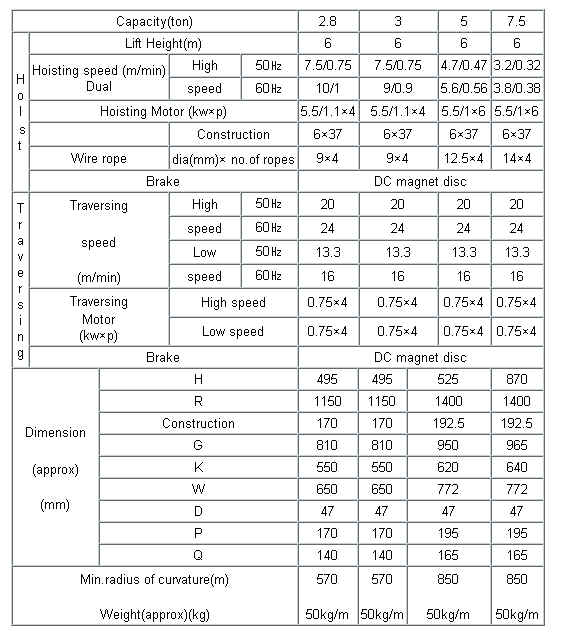 Capacity(ton) 2.8 3 5 7.5
Hoist
Lift Height(m) 6 6 6 6
Hoisting speed (m/min) High 50Hz 7.5/0.75 7.5/0.75 4.7/0.47 3.2/0.32
Dual speed 60Hz 10/1 9/0.9 5.6/0.56 3.8/0.38
Hoisting Motor (kw×p) 5.5/1.1×4 5.5/1.1×4 5.5/1×6 5.5/1×6
Construction 6×37 6×37 6×37 6×37
Wire rope dia(mm)× no.of ropes 9×4 9×4 12.5×4 14×4
Brake DC magnet.disc
Traversing
Traversing High 50Hz 20 20 20 20
speed 60Hz 24 24 24 24
speed
Low 50Hz 13.3 13.3 13.3 13.3
(m/min) speed 60Hz 16 16 16 16
Traversing High speed 0.75×4 0.75×4 0.75×4 0.75×4
Motor
(kw×p) Low speed 0.75×4 0.75×4 0.75×4 0.75×4
Brake DC magnet.disc
H 495 495 525 870
R 1150 1150 1400 1400
Construction 170 170 192.5 192.5
Dimension
G 810 810 950 965
(approx) K 550 550 620 640
W 650 650 772 772
(mm)
D 47 47 47 47
P 170 170 195 195
Q 140 140 165 165
Min.radius of curvature(m) 570 570 850 850
Weight(approx)(kg) 50kg/m 50kg/m 50kg/m 50kg/m